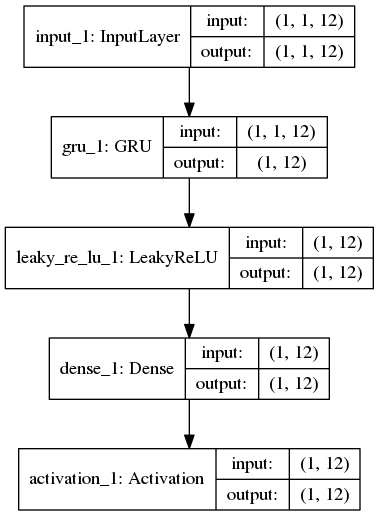 input_1: InputLayer
input: (1, 1, 12)
output: (1, 1, 12)
gru_1: GRU
input: (1, 1, 12)
output: (1, 12)
leaky_re_lu_1: LeakyReLU
input: (1, 12)
output: (1, 12)
dense_1: Dense
input: (1, 12)
output: (1, 12)
activation_1: Activation
input: (1, 12)
output: (1, 12)